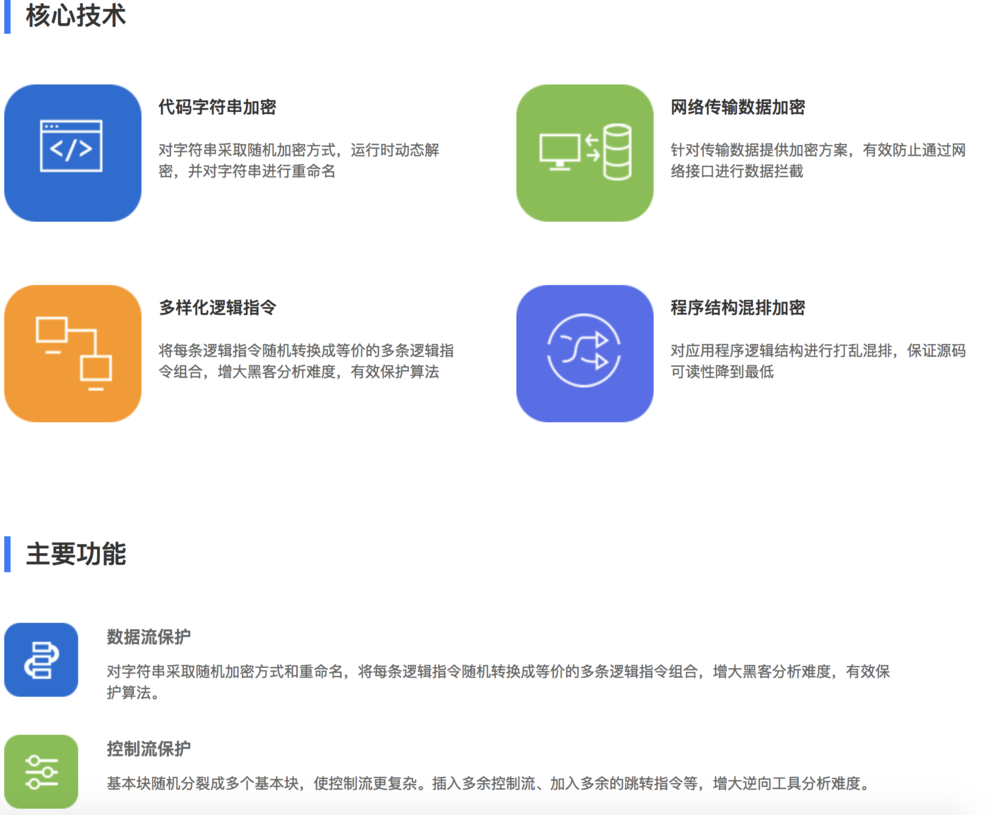 核心技术
代码字符串加密
对字符串采取随机加密方式，运行时动态解
密，并对字符串进行重命名
网络传输数据加密
针对传输数据提供加密方案，有效防止通过网
络接口进行数据拦截
多样化逻辑指令
将每条逻辑指令随机转换成等价的多条逻辑指
令组合，增大黑客分析难度，有效保护算法
程序结构混排加密
对应用程序逻辑结构进行打乱混排，保证源码
可读性降到最低
主要功能
数据流保护
对字符串采取随机加密方式和重命名，将每条逻辑指令随机转换成等价的多条逻辑指令组合，增大黑客分析难度，有效保
护算法。
控制流保护
基本块随机分裂成多个基本块，使控制流更复杂。插入多余控制流、加入多余的跳转指令等，增大逆向工具分析难度。